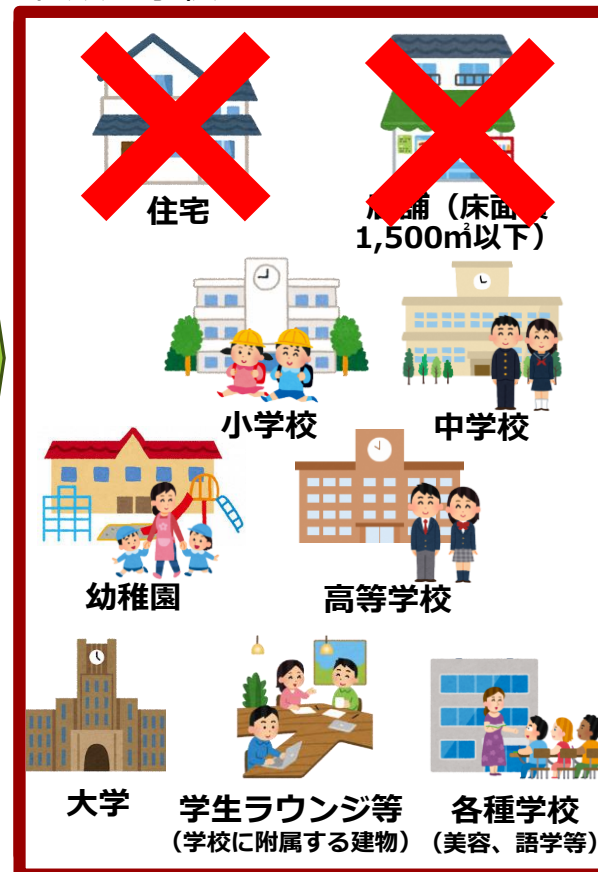 住宅
舗（床面
1,500㎡以下）
小学校
中学校
幼稚園
高等学校
大学
学生ラウンジ等
（学校に附属する建物）
各種学校
（美容、語学等）